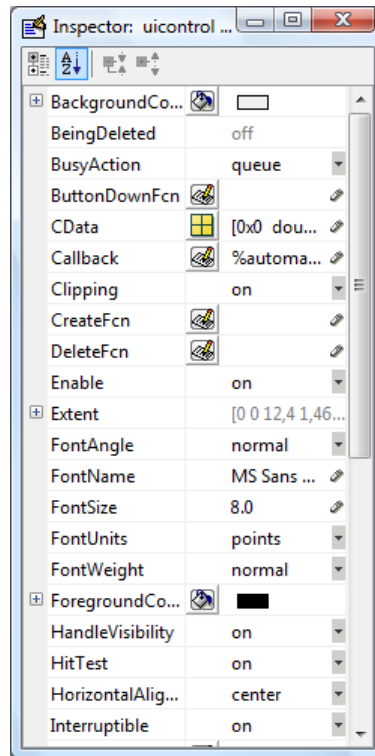 Inspector: uicontrol ...
BackgroundCo...
BeingDeleted off
BusyAction queue
ButtonDownFcn
CData [0x0 dou...
Callback %automa...
Clipping on
CreateFcn
DeleteFcn
Enable on
Extent [0 0 12,4 1,46...
FontAngle normal
FontName MS Sans ...
FontSize 8.0
FontUnits points
FontWeight normal
ForegroundCo...
HandleVisibility on
HitTest on
HorizontalAlig... center
Interruptible on